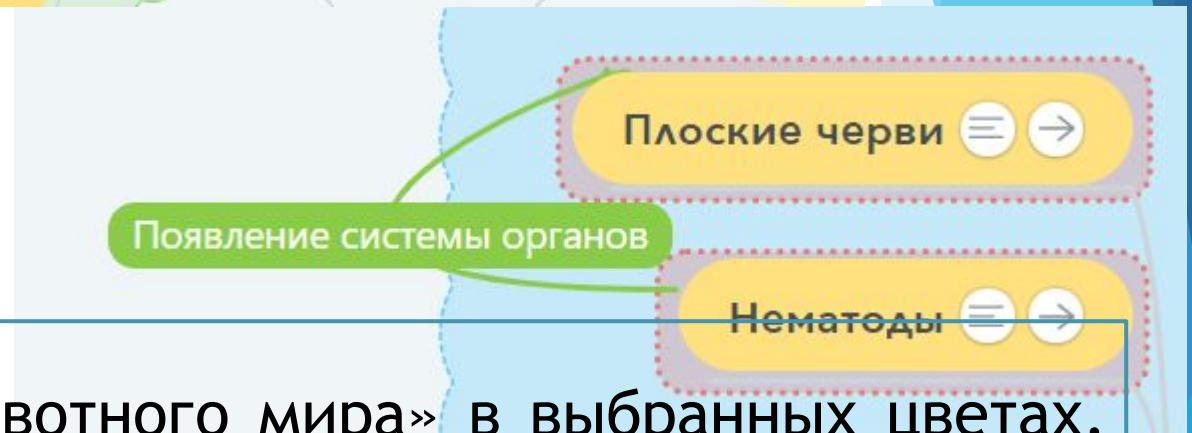 Плоские черви
Появление системы органов
Нематоды
вотного мира» в выбранных цветах.